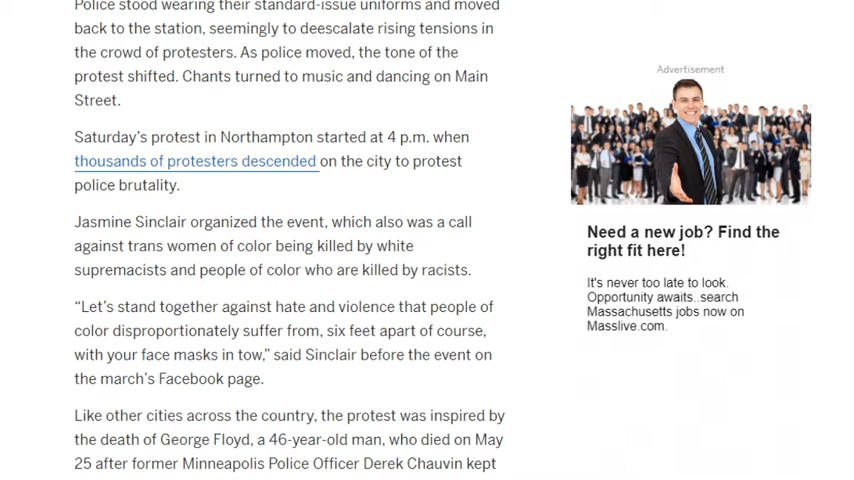 Police stood wearing their standard-issue uniforms and moved
back to the station, seemingly to deescalate rising tensions in
the crowd of protesters. As police moved, the tone of the
protest shifted. Chants turned to music and dancing on Main
Street.
Saturday’s protest in Northampton started at 4 p.m. when
thousands of protesters descended on the city to protest
police brutality.
Jasmine Sinclair organized the event, which also was a call
against trans women of color being killed by white
supremacists and people of color who are killed by racists.
“Let’s stand together against hate and violence that people of
color disproportionately suffer from, six feet apart of course,
with your face masks in tow,” said Sinclair before the event on
the march’s Facebook page.
Like other cities across the country, the protest was inspired by
the death of George Floyd, a 46-year-old man, who died on May
25 after former Minneapolis Police Officer Derek Chauvin kept
Advertisement
Need a new job? Find the
right fit here!
It's never too late to look.
Opportunity awaits..search
Massachusetts jobs now on
Masslive.com.